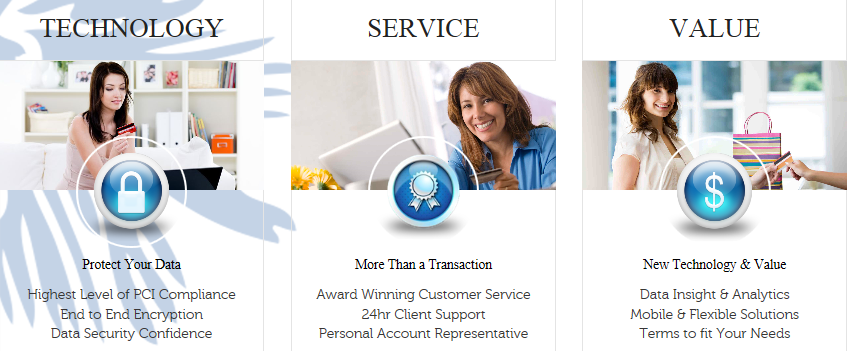 TECHNOLOGY
Protect Your Data
Highest Level of PCI Compliance
End to End Encryption
Data Security Confidence
SERVICE
More Than a Transaction
Award Winning Customer Service
24hr Client Support
Personal Account Representative
VALUE
$
New Technology & Value
Data Insight & Analytics
Mobile & Flexible Solutions
Terms to fit Your Needs